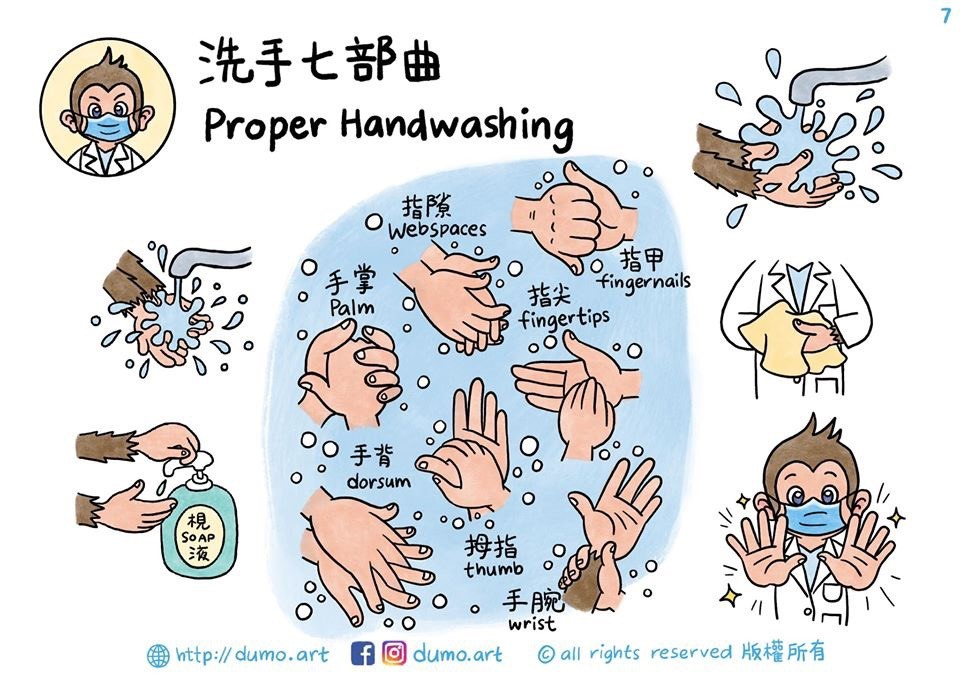 7
洗手七部曲
Proper Handwashing
指隙
Webspaces
指甲
fingernails
手掌
Palm
指尖
fingertips
手背
dorsum
拇指
thumb
手腕
wrist
梘
SOAP
液
http://dumo.art
dumo.art
© all rights reserved 版權所有